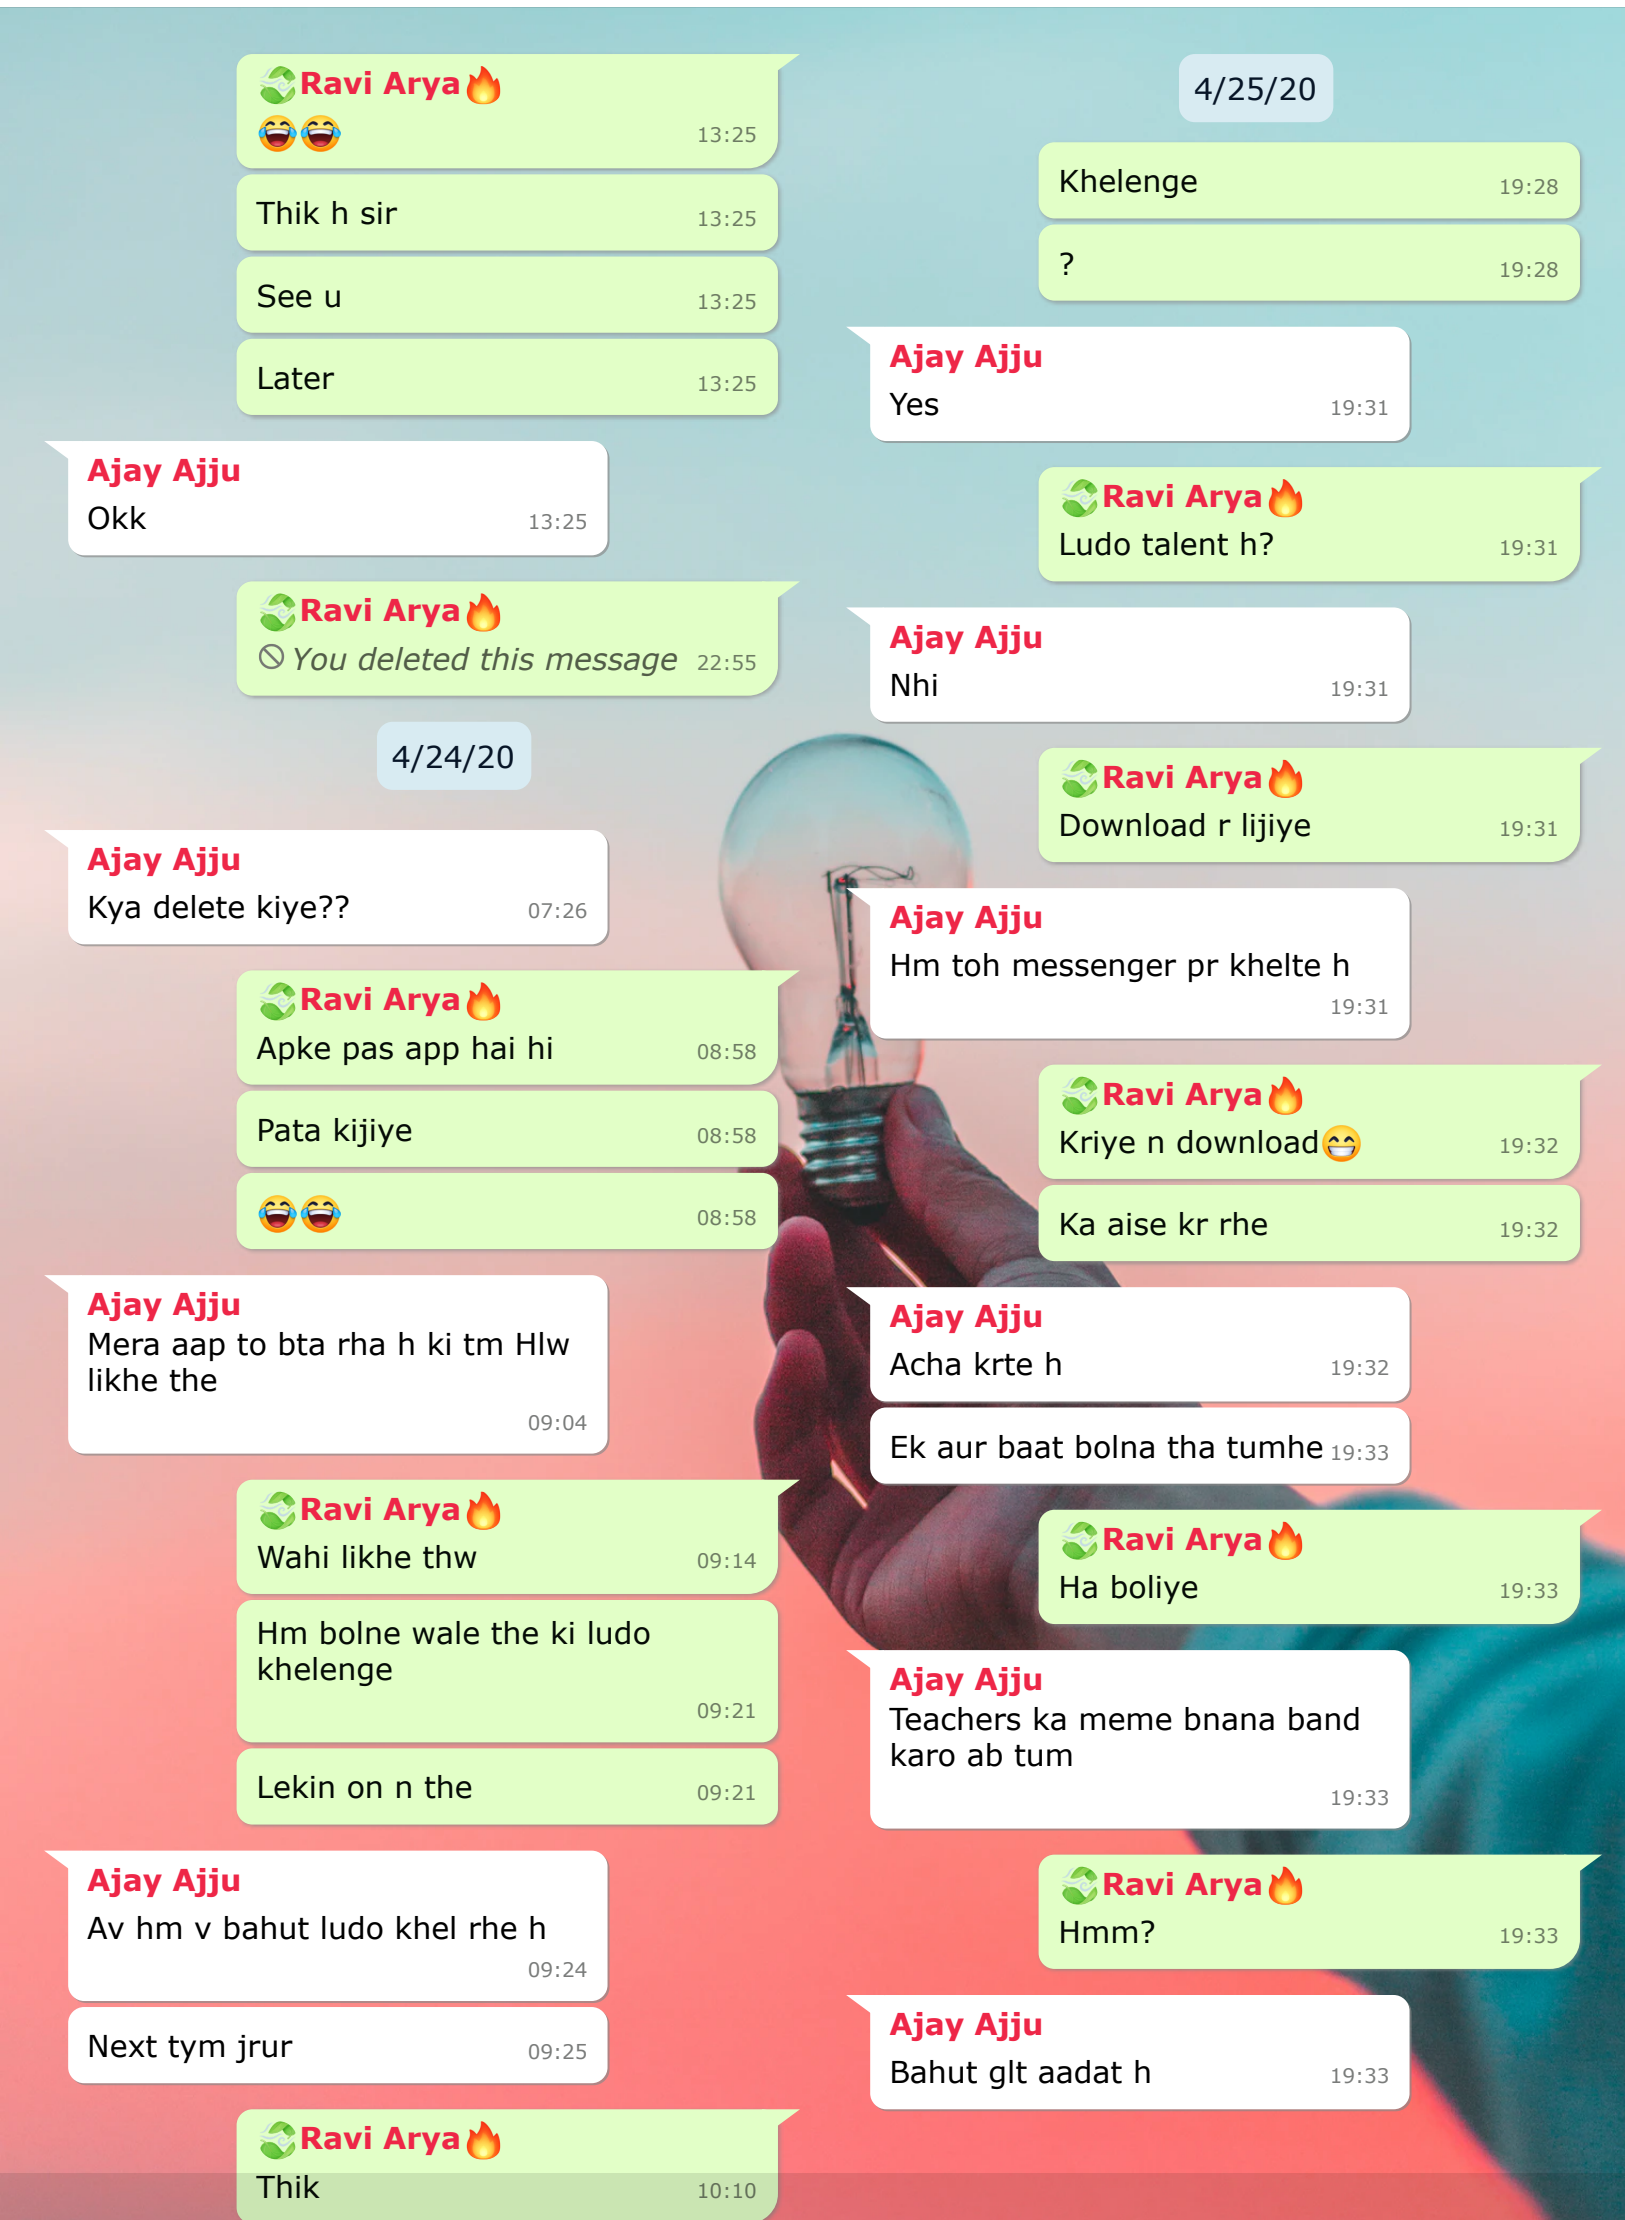 🍃Ravi Arya🔥
😂😂 13:25
Thik h sir 13:25
See u 13:25
Later 13:25
Ajay Ajju
Okk 13:25
Ravi Arya🔥
You deleted this message 22:55
4/24/20
Ajay Ajju
Kya delete kiye?? 07:26
Ravi Arya🔥
Apke pas app hai hi 08:58
Pata kijiye 08:58
😂😂 08:58
Ajay Ajju
Mera aap to bta rha h ki tm Hlw
likhe the
09:04
Ravi Arya🔥
Wahi likhe thw 09:14
Hm bolne wale the ki ludo
khelenge
09:21
Lekin on n the 09:21
Ajay Ajju
Av hm v bahut ludo khel rhe h
09:24
Next tym jrur 09:25
Ravi Arya🔥
Thik 10:10
4/25/20
Khelenge 19:28
? 19:28
Ajay Ajju
Yes 19:31
Ravi Arya🔥
Ludo talent h? 19:31
Ajay Ajju
Nhi 19:31
Ravi Arya🔥
Download r lijiye 19:31
Ajay Ajju
Hm toh messenger pr khelte h
19:31
Ravi Arya🔥
Kriye n download😁 19:32
Ka aise kr rhe 19:32
Ajay Ajju
Acha krte h 19:32
Ek aur baat bolna tha tumhe 19:33
Ravi Arya🔥
Ha boliye 19:33
Ajay Ajju
Teachers ka meme bnana band
karo ab tum
19:33
Ravi Arya🔥
Hmm? 19:33
Ajay Ajju
Bahut glt aadat h 19:33